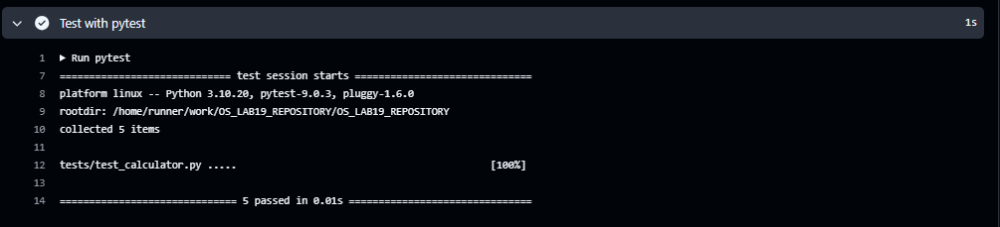 Test with pytest 1s
1 ▶ Run pytest
7 ============================= test session starts ==============================
8 platform linux -- Python 3.10.20, pytest-9.0.3, pluggy-1.6.0
9 rootdir: /home/runner/work/OS_LAB19_REPOSITORY/OS_LAB19_REPOSITORY
10 collected 5 items
11
12 tests/test_calculator.py ..... [100%]
13
14 ============================== 5 passed in 0.01s ===============================